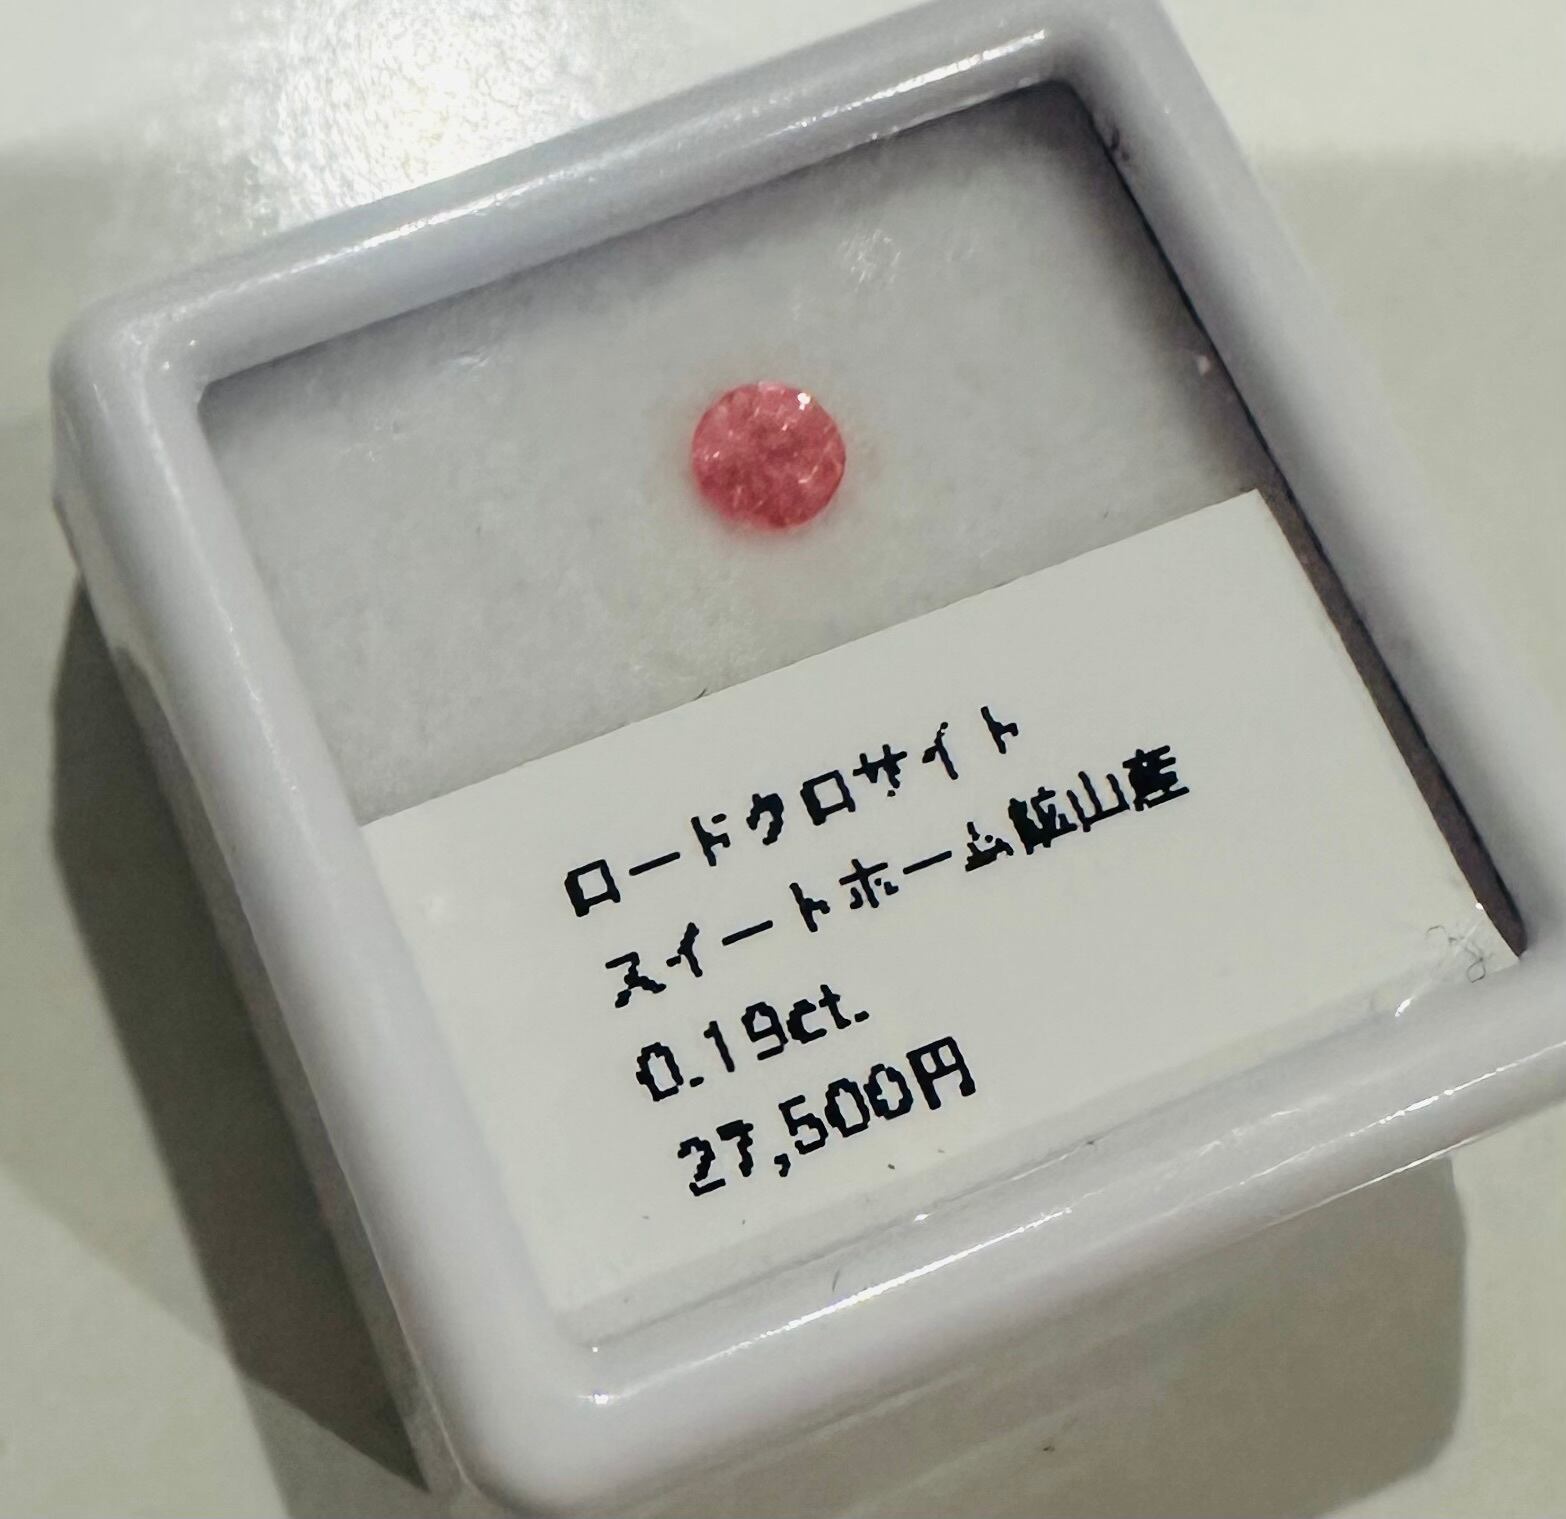 ロードクロサイト
スイートホーム鉱山産
0.19ct.
27,500円